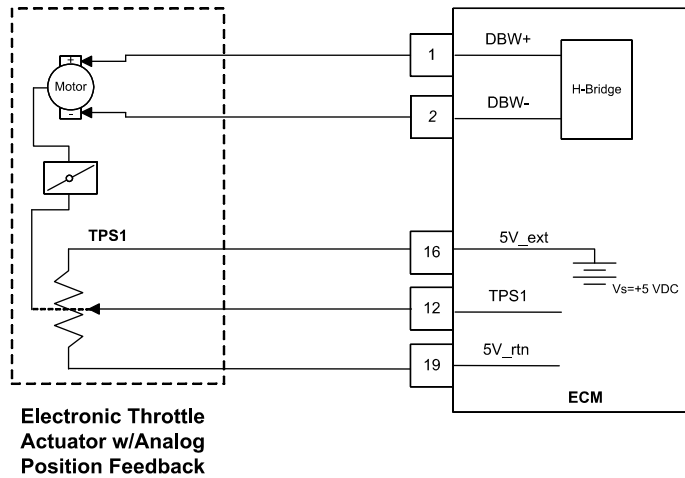 1
DBW+
+
Motor
H-Bridge
-
2
DBW-
TPS1
16
5V_ext
Vs=+5 VDC
12
TPS1
19
5V_rtn
ECM
Electronic Throttle
Actuator w/Analog
Position Feedback